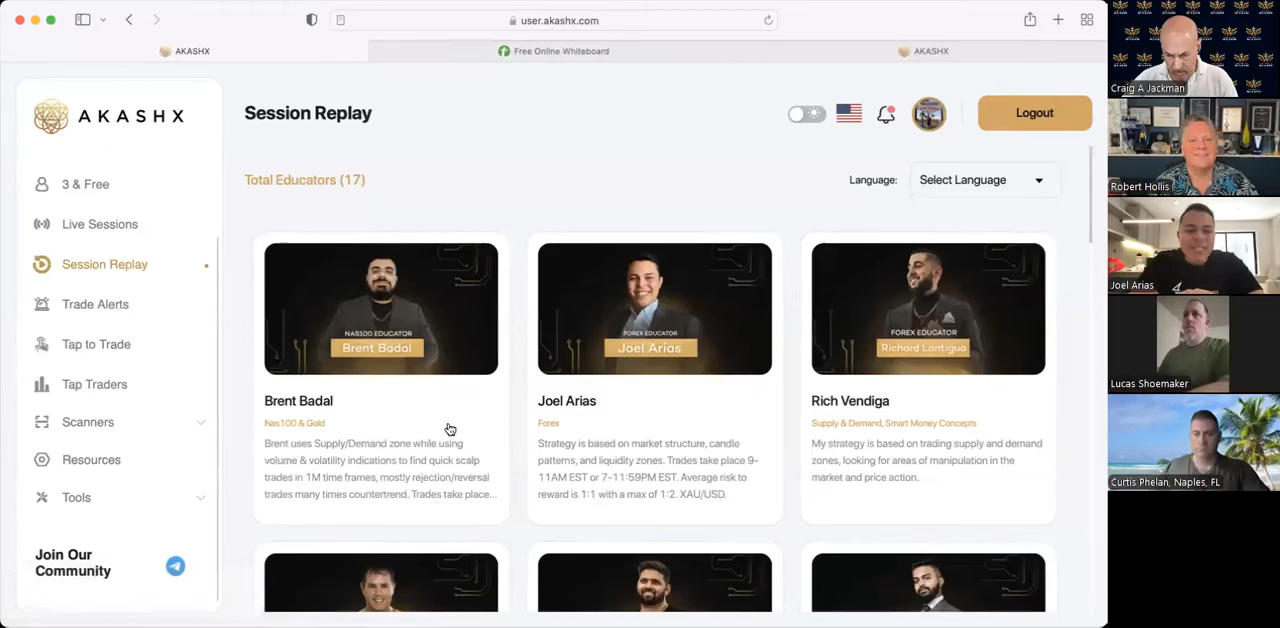 user.akashx.com
AKASHX
Free Online Whiteboard
AKASHX
AKASHX
Session Replay
Logout
3 & Free
Live Sessions
Session Replay
Trade Alerts
Tap to Trade
Tap Traders
Scanners
Resources
Tools
Join Our
Community
Total Educators (17)
Language:
Select Language
NAS100 EDUCATOR
Brent Badal
Brent Badal
Nas100 & Gold
Brent uses Supply/Demand zone while using
volume & volatility indications to find quick scalp
trades in 1M time frames, mostly rejection/reversal
trades many times countertrend. Trades take place...
FOREX EDUCATOR
Joel Arias
Joel Arias
Forex
Strategy is based on market structure, candle
patterns, and liquidity zones. Trades take place 9-
11AM EST or 7-11:59PM EST. Average risk to
reward is 1:1 with a max of 1:2. XAU/USD.
FOREX EDUCATOR
Richard Lantigua
Rich Vendiga
Supply & Demand, Smart Money Concepts
My strategy is based on trading supply and demand
zones, looking for areas of manipulation in the
market and price action.
Craig A Jackman
Robert Hollis
Joel Arias
Lucas Shoemaker
Curtis Phelan, Naples, FL